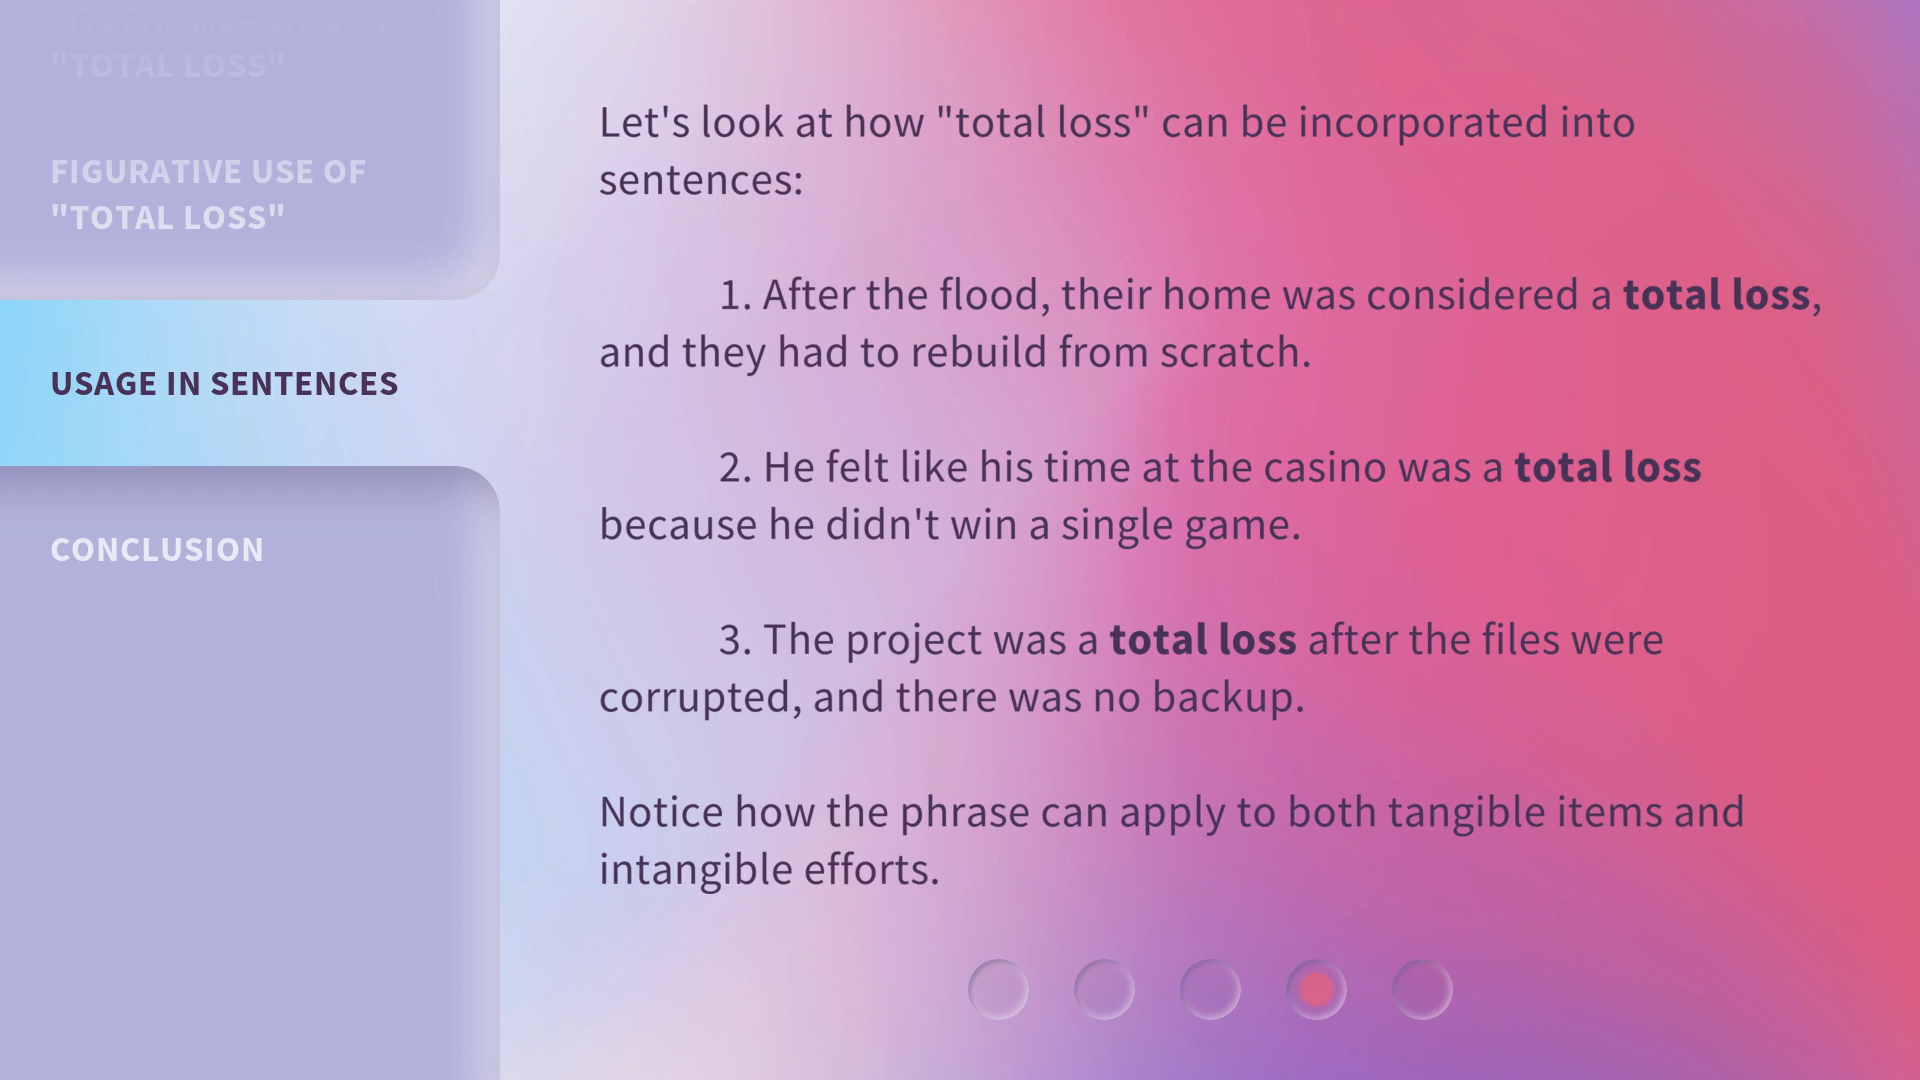 LITERAL MEANING OF
"TOTAL LOSS"
FIGURATIVE USE OF
"TOTAL LOSS"
USAGE IN SENTENCES
CONCLUSION
Let's look at how "total loss" can be incorporated into
sentences:
1. After the flood, their home was considered a total loss,
and they had to rebuild from scratch.
2. He felt like his time at the casino was a total loss
because he didn't win a single game.
3. The project was a total loss after the files were
corrupted, and there was no backup.
Notice how the phrase can apply to both tangible items and
intangible efforts.